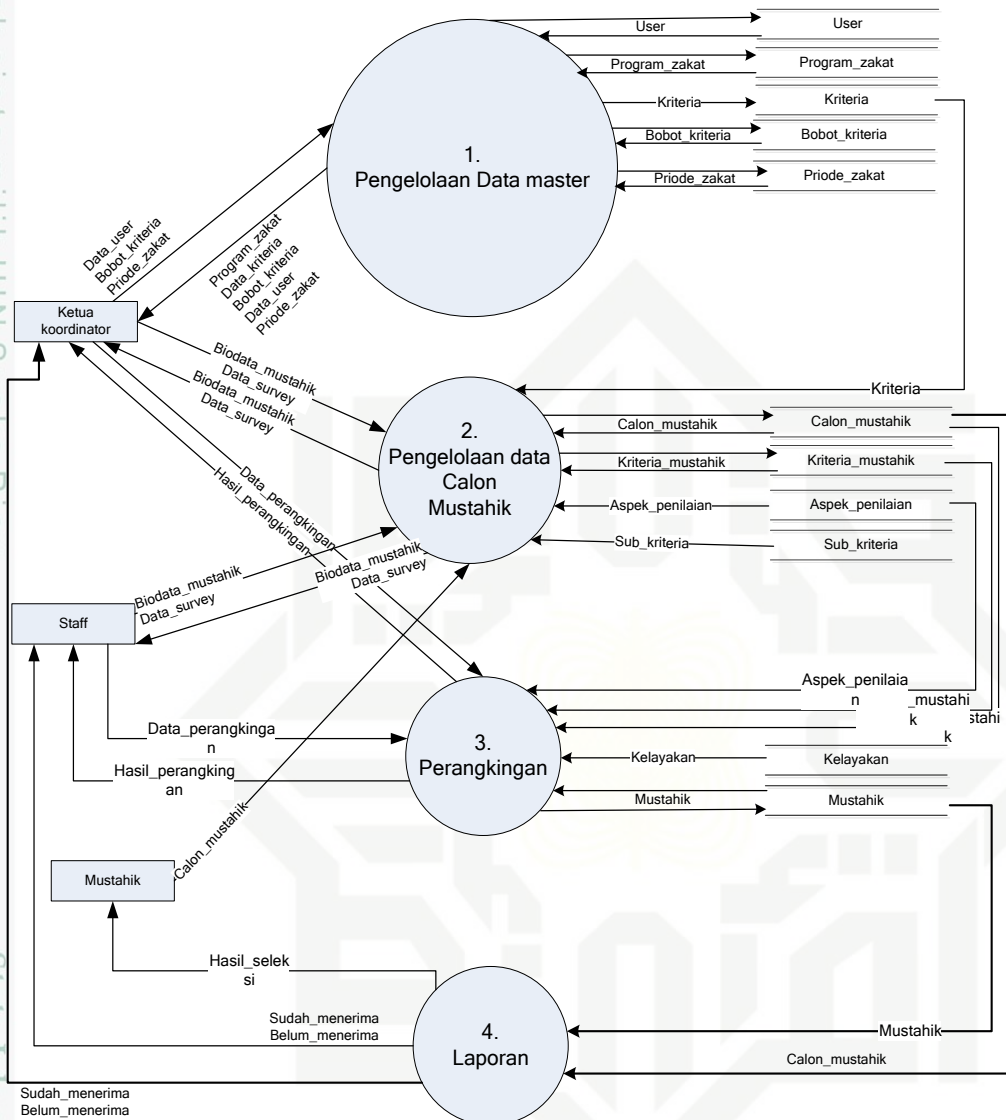 User
User
Program_zakat
Program_zakat
Kriteria
Kriteria
Bobot_kriteria
Bobot_kriteria
Priode_zakat
Priode_zakat
1.
Pengelolaan Data master
Data_user
Bobot_kriteria
Priode_zakat
Program_zakat
Data_kriteria
Bobot_kriteria
Data_user
Priode_zakat
Ketua
koordinator
Biodata_mustahik
Data_survey
Biodata_mustahik
Data_survey
Kriteria
2.
Pengelolaan data
Calon
Mustahik
Calon_mustahik
Calon_mustahik
Kriteria_mustahik
Kriteria_mustahik
Aspek_penilaian
Aspek_penilaian
Sub_kriteria
Sub_kriteria
Data_perangkingan
Hasil_perangkingan
Biodata_mustahik
Data_survey
Biodata_mustahik
Data_survey
Staff
Aspek_penilaia
n
_mustahi
k
stahi
k
Data_perangkinga
n
Hasil_perangking
an
3.
Perangkingan
Kelayakan
Kelayakan
Mustahik
Mustahik
Calon_mustahik
Mustahik
Hasil_selek
si
Sudah_menerima
Belum_menerima
4.
Laporan
Mustahik
Calon_mustahik
Sudah_menerima
Belum_menerima